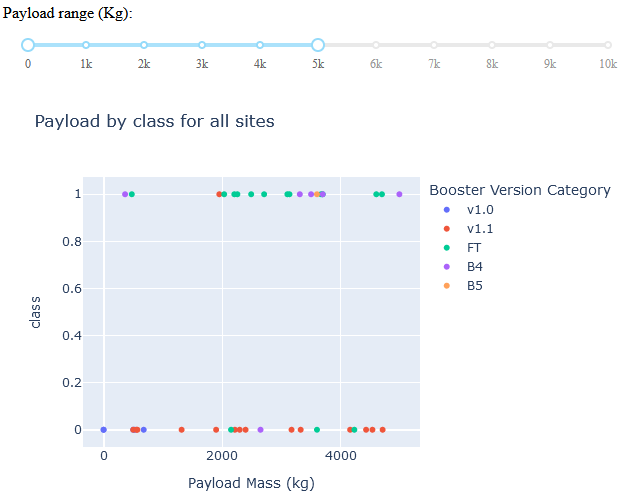 Payload range (Kg):
0 1k 2k 3k 4k 5k 6k 7k 8k 9k 10k
Payload by class for all sites
Booster Version Category
v1.0
v1.1
FT
B4
B5
1
0.8
0.6
0.4
0.2
0
class
0 2000 4000
Payload Mass (kg)